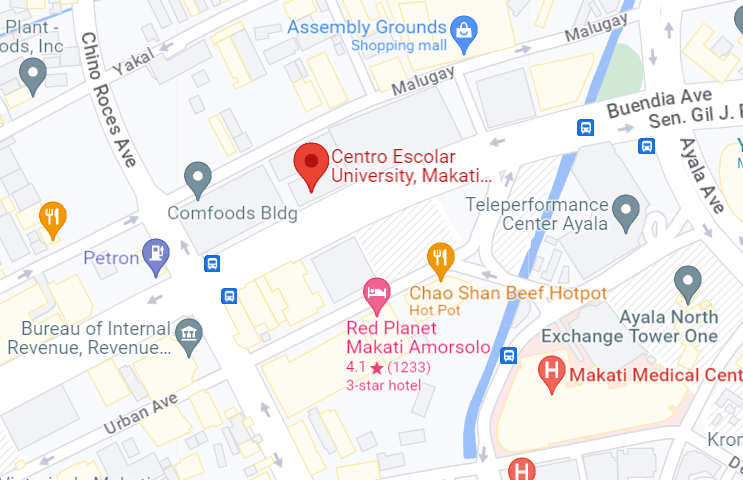 Plant -
ods, Inc
Chino Roces Ave
Yakal
Assembly Grounds
Shopping mall
Malugay
Malugay
Buendia Ave
Sen. Gil J.
Ayala Ave
Centro Escolar
University, Makati...
Comfoods Bldg
Teleperformance
Center Ayala
Petron
Chao Shan Beef Hotpot
Hot Pot
Ayala North
Exchange Tower One
Bureau of Internal
Revenue, Revenue...
Red Planet
Makati Amorsolo
4.1 ★ (1233)
3-star hotel
H
Makati Medical Cent
Urban Ave
Kron
H